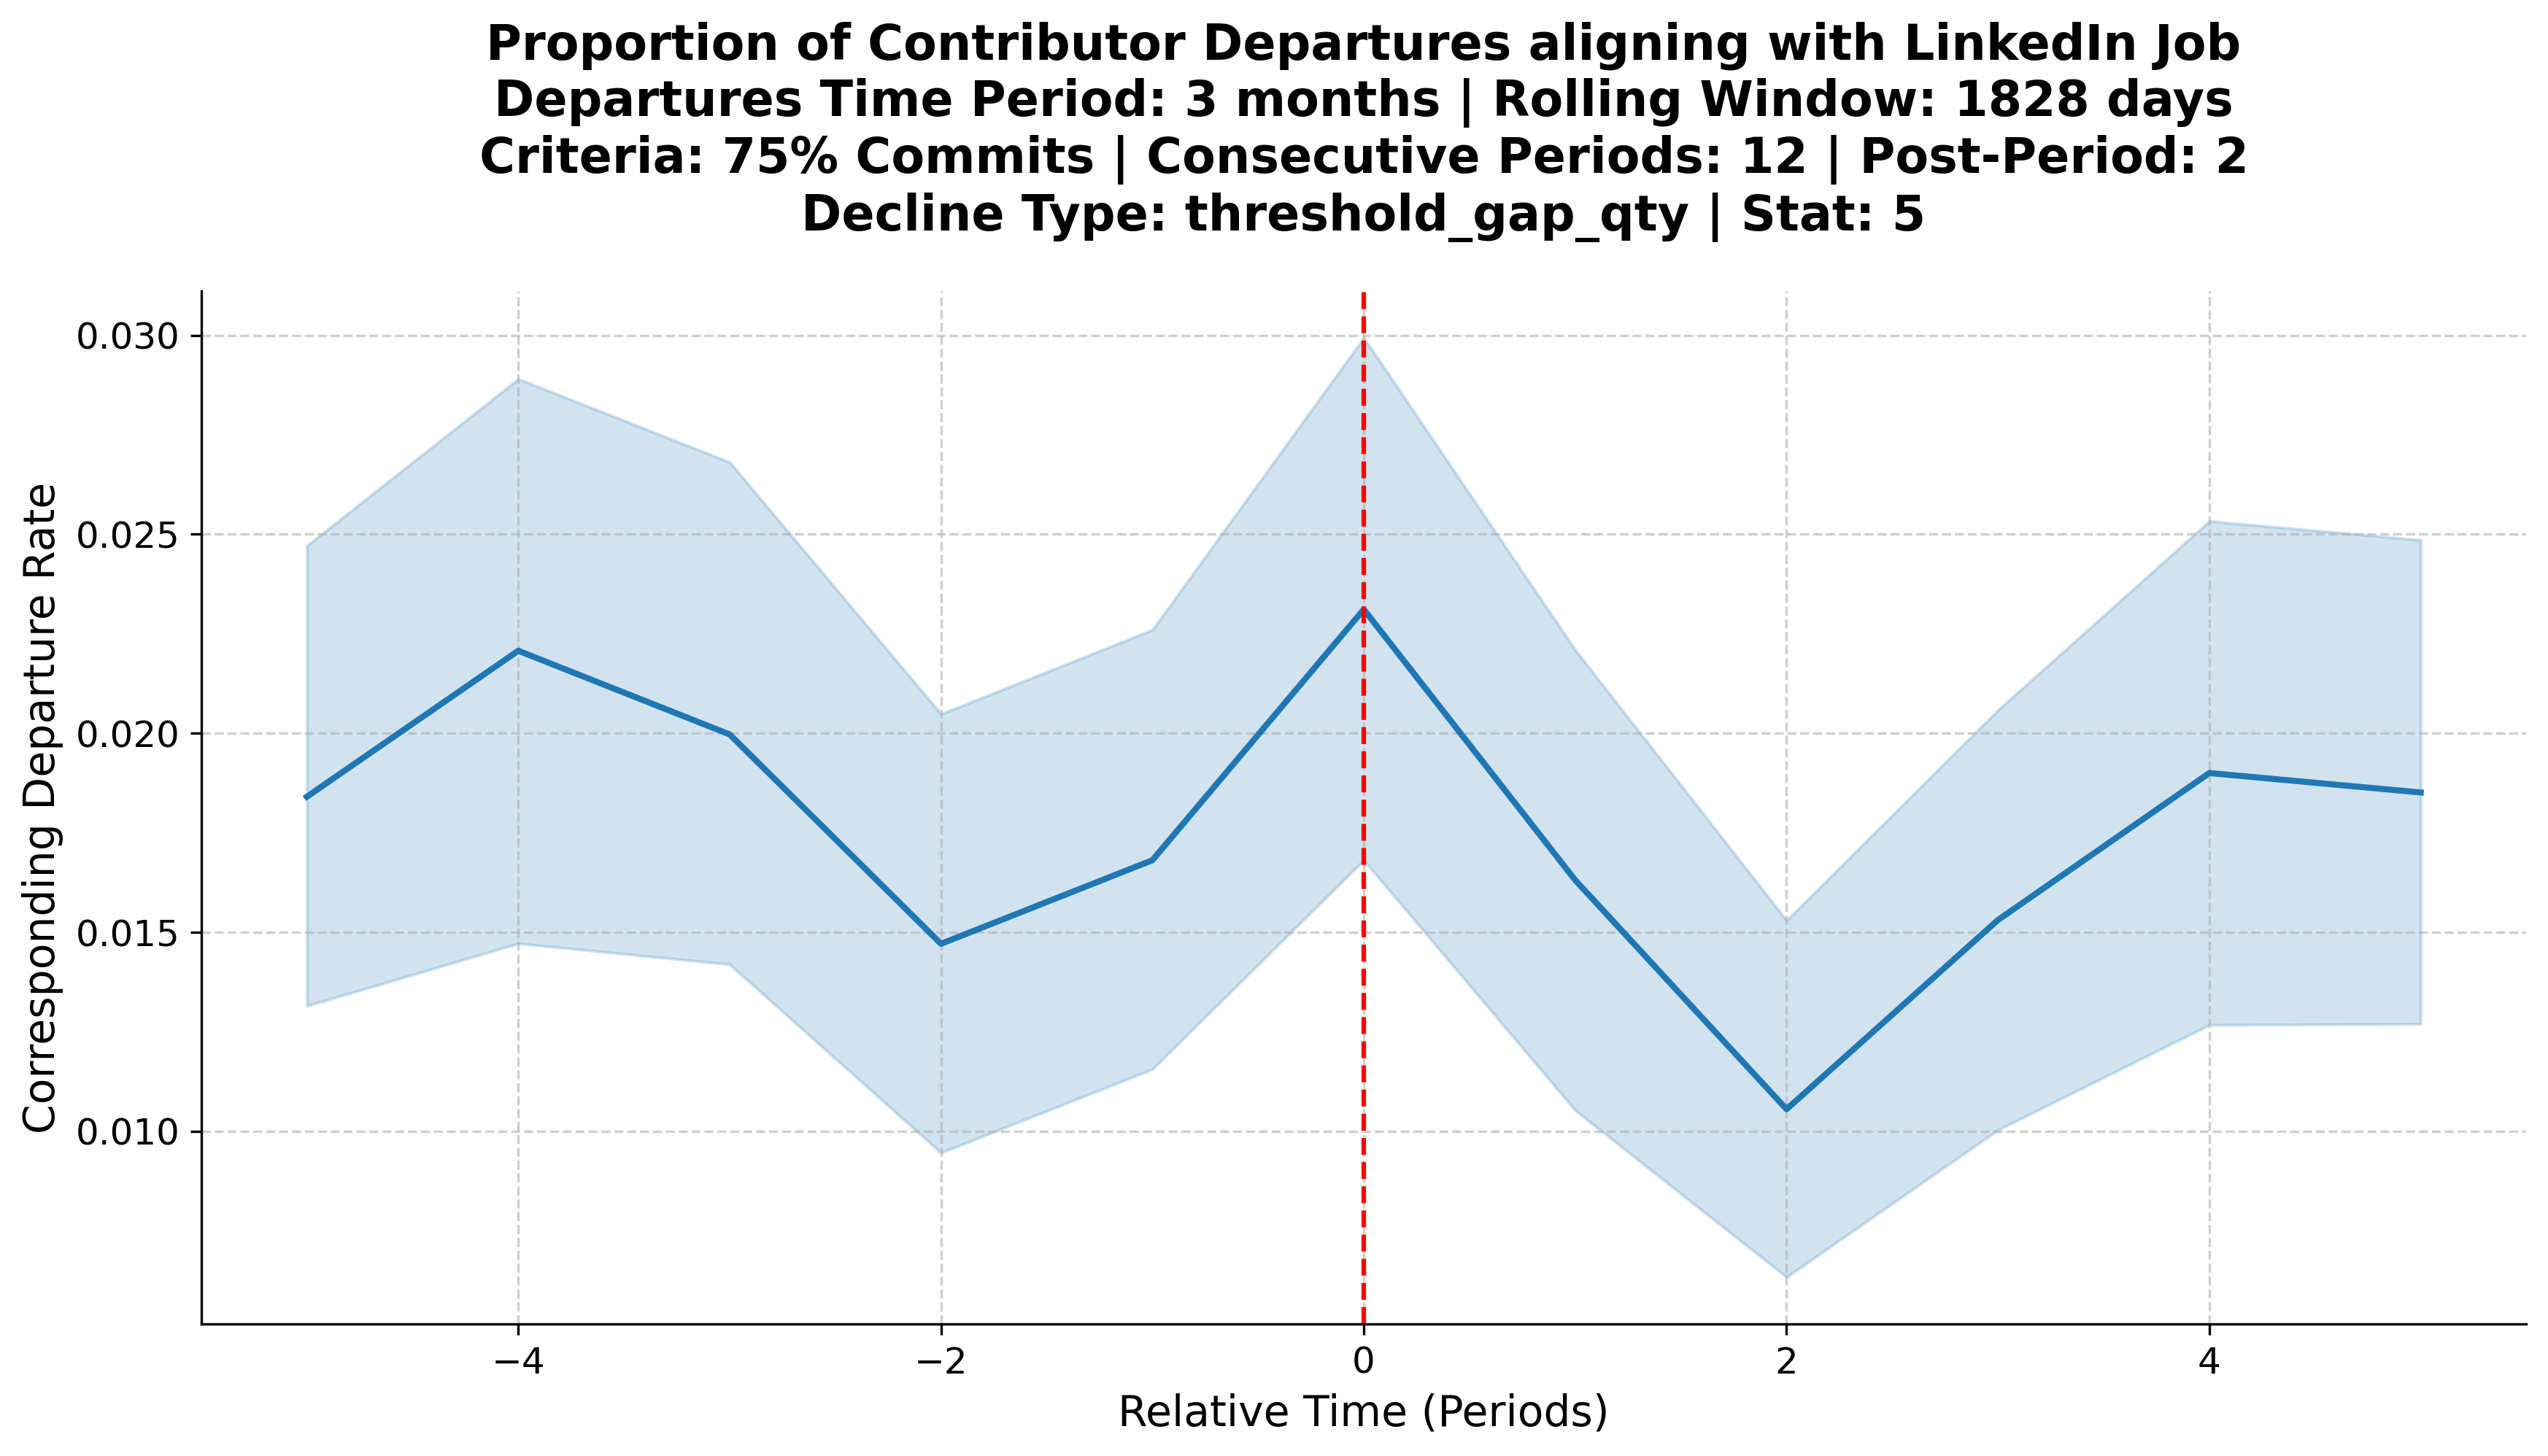 Proportion of Contributor Departures aligning with LinkedIn Job
Departures Time Period: 3 months | Rolling Window: 1828 days
Criteria: 75% Commits | Consecutive Periods: 12 | Post-Period: 2
Decline Type: threshold_gap_qty | Stat: 5
Corresponding Departure Rate
0.030
0.025
0.020
0.015
0.010
−4 −2 0 2 4
Relative Time (Periods)